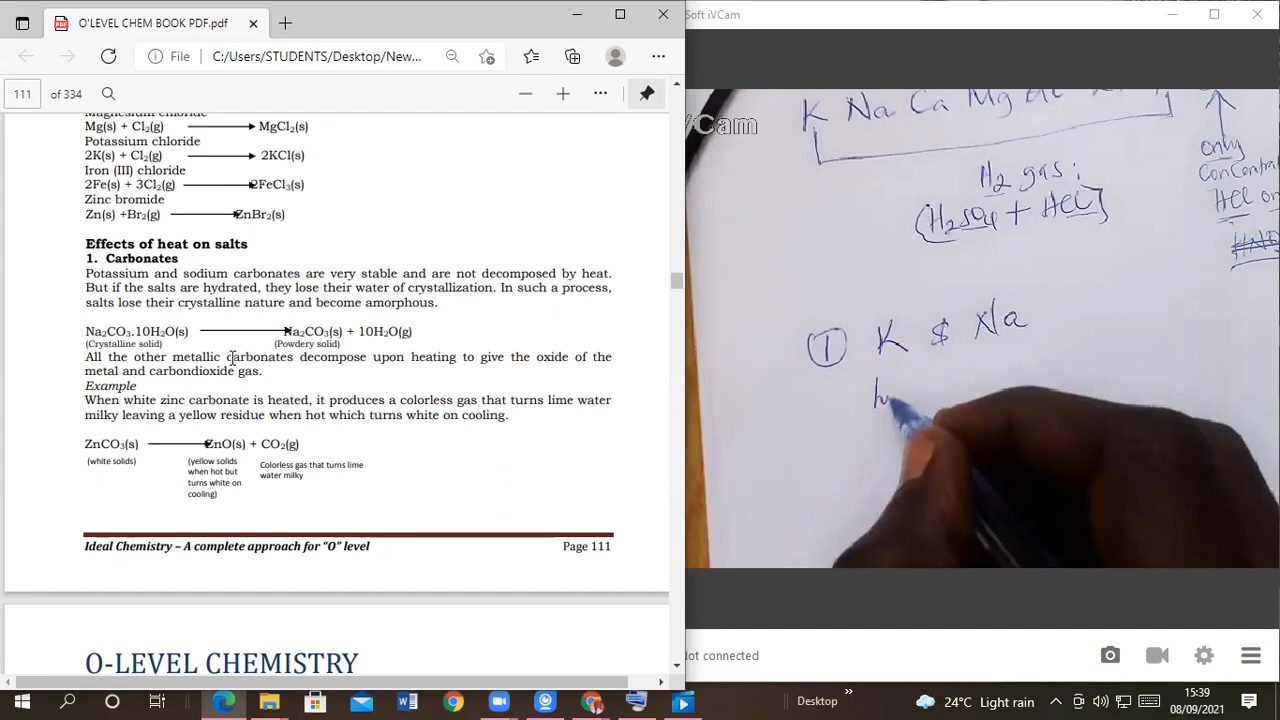 O'LEVEL CHEM BOOK PDF.pdf
File C:/Users/STUDENTS/Desktop/New...
111 of 334
Magnesium chloride
Mg(s) + Cl₂(g) MgCl₂(s)
Potassium chloride
2K(s) + Cl₂(g) 2KCl(s)
Iron (III) chloride
2Fe(s) + 3Cl₂(g) 2FeCl₃(s)
Zinc bromide
Zn(s) +Br₂(g) ZnBr₂(s)
Effects of heat on salts
1. Carbonates
Potassium and sodium carbonates are very stable and are not decomposed by heat.
But if the salts are hydrated, they lose their water of crystallization. In such a process,
salts lose their crystalline nature and become amorphous.
Na₂CO₃.10H₂O(s) Na₂CO₃(s) + 10H₂O(g)
(Crystalline solid) (Powdery solid)
All the other metallic carbonates decompose upon heating to give the oxide of the
metal and carbondioxide gas.
Example
When white zinc carbonate is heated, it produces a colorless gas that turns lime water
milky leaving a yellow residue when hot which turns white on cooling.
ZnCO₃(s) ZnO(s) + CO₂(g)
(white solids) (yellow solids
when hot but
turns white on
cooling)
Colorless gas that turns lime
water milky
Ideal Chemistry – A complete approach for "O" level Page 111
O-LEVEL CHEMISTRY
Soft iVCam
/Cam
K Na Ca Mg
H₂ gas :
(H₂SO₄ + HCl)
only
ConCentra
HCl
① K $ Na
Not connected
Desktop
24°C Light rain
15:39
08/09/2021